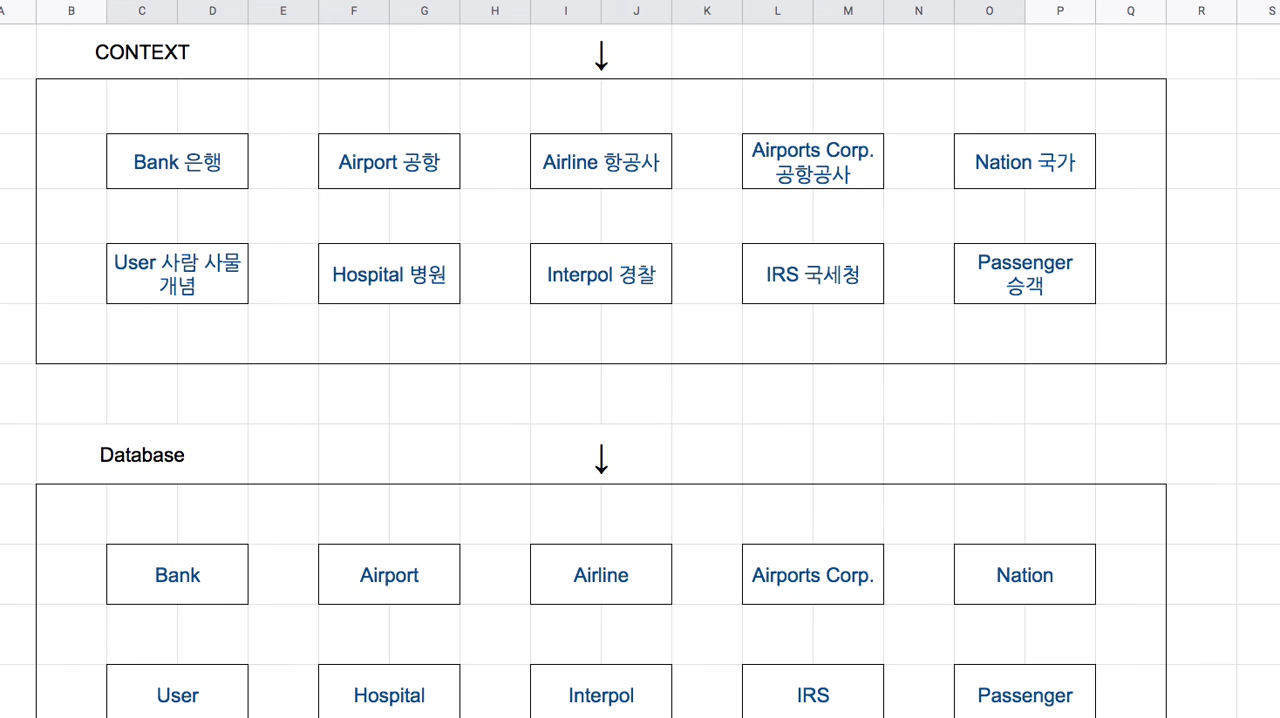 A B C D E F G H I J K L M N O P Q R S
CONTEXT ↓
Bank 은행
Airport 공항
Airline 항공사
Airports Corp.
공항공사
Nation 국가
User 사람 사물
개념
Hospital 병원
Interpol 경찰
IRS 국세청
Passenger
승객
Database ↓
Bank
Airport
Airline
Airports Corp.
Nation
User
Hospital
Interpol
IRS
Passenger